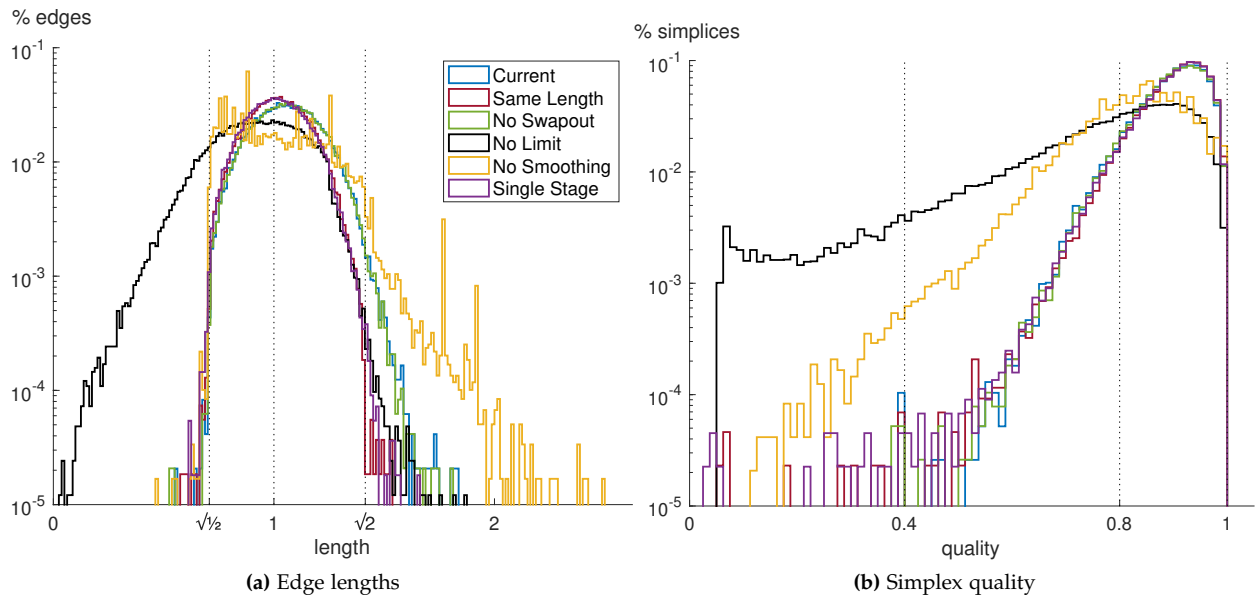 % edges
10^-1
10^-2
10^-3
10^-4
10^-5
0
√½
1
√2
2
length
Current
Same Length
No Swapout
No Limit
No Smoothing
Single Stage
(a) Edge lengths
% simplices
10^-1
10^-2
10^-3
10^-4
10^-5
0
0.4
0.8
1
quality
(b) Simplex quality